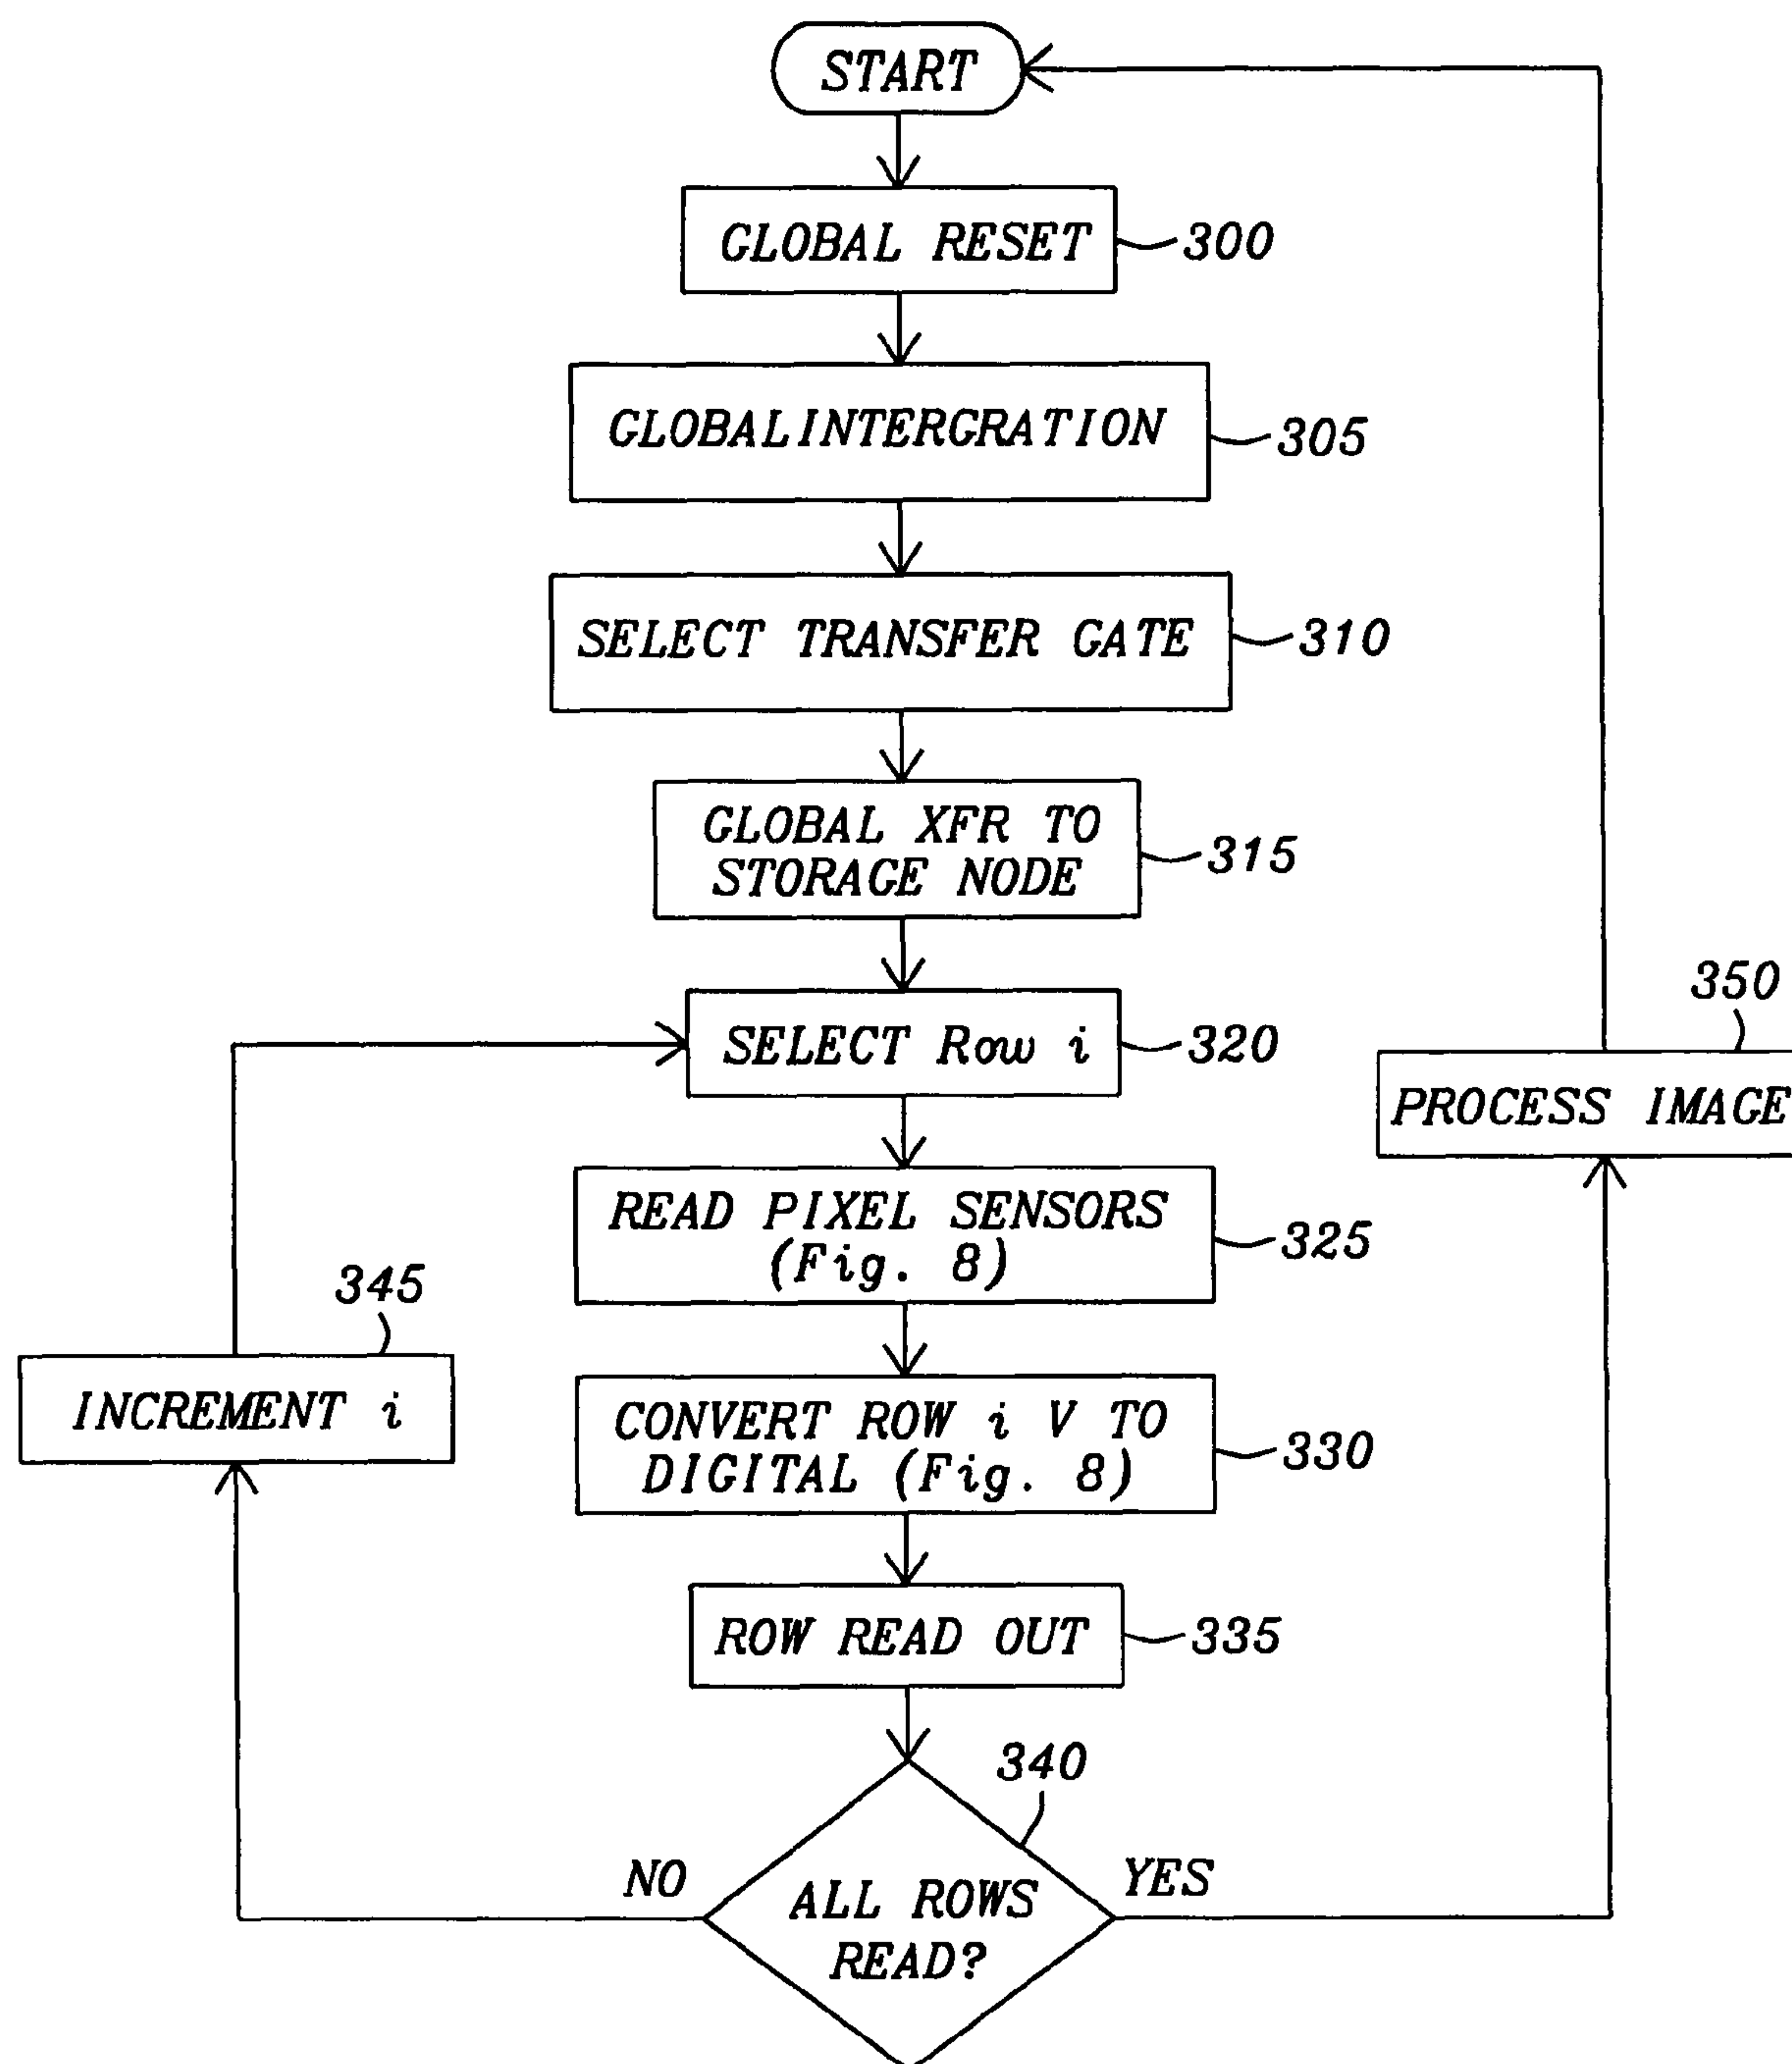 START
GLOBAL RESET
300
GLOBALINTERGRATION
305
SELECT TRANSFER GATE
310
GLOBAL XFR TO
STORAGE NODE
315
SELECT Row i
320
350
PROCESS IMAGE
READ PIXEL SENSORS
(Fig. 8)
325
345
INCREMENT i
CONVERT ROW i V TO
DIGITAL (Fig. 8)
330
ROW READ OUT
335
340
NO
YES
ALL ROWS
READ?